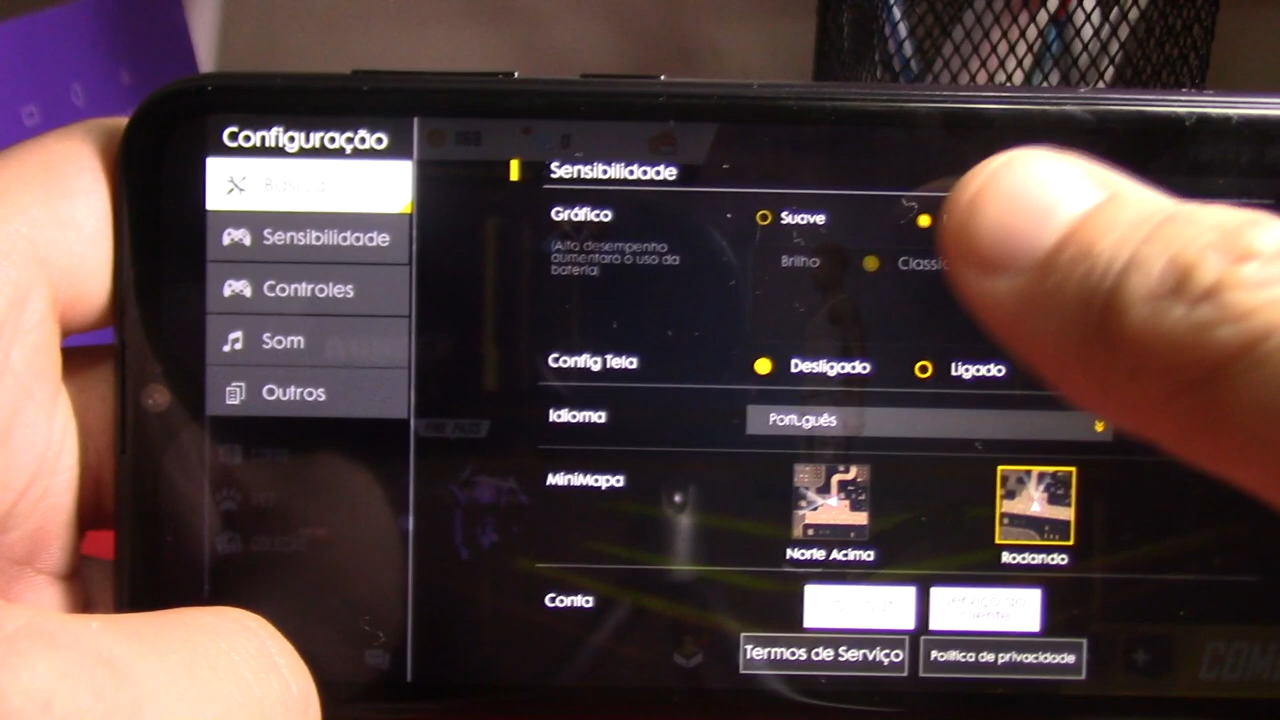 Configuração
Sensibilidade
Controles
Som
Outros
Sensibilidade
Gráfico
(Alto desempenho
aumentará o uso da
bateria)
Suave
Brilho
Config Tela
Desligado
Ligado
Idioma
Português
MiniMapa
Norte Acima
Rodando
Conta
Termos de Serviço
Política de privacidade